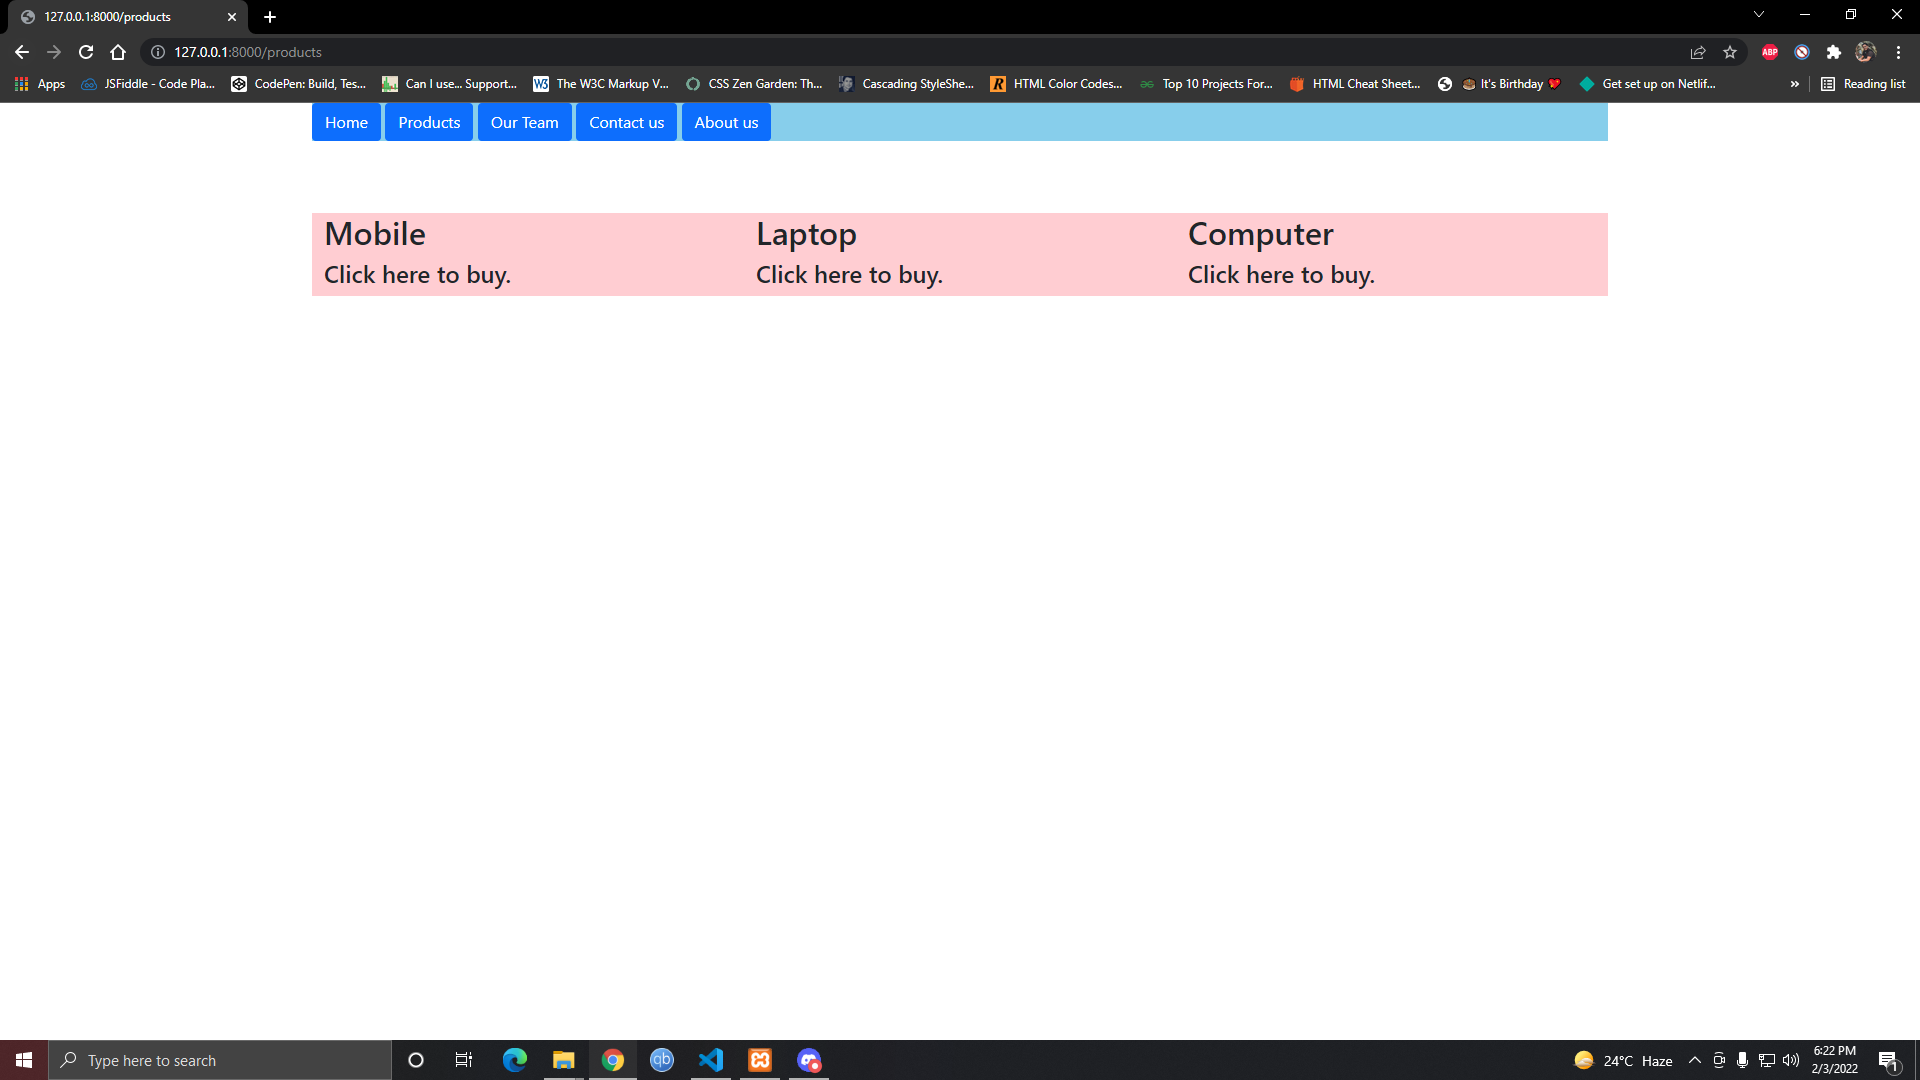 127.0.0.1:8000/products
127.0.0.1:8000/products
ABP
Apps JSFiddle - Code Pla... CodePen: Build, Tes... Can I use... Support... W3 The W3C Markup V... CSS Zen Garden: Th... Cascading StyleShe... R HTML Color Codes... Top 10 Projects For... HTML Cheat Sheet... It's Birthday Get set up on Netlif... » Reading list
Home Products Our Team Contact us About us
Mobile Laptop Computer
Click here to buy. Click here to buy. Click here to buy.
Type here to search qb 24°C Haze 6:22 PM
2/3/2022 1